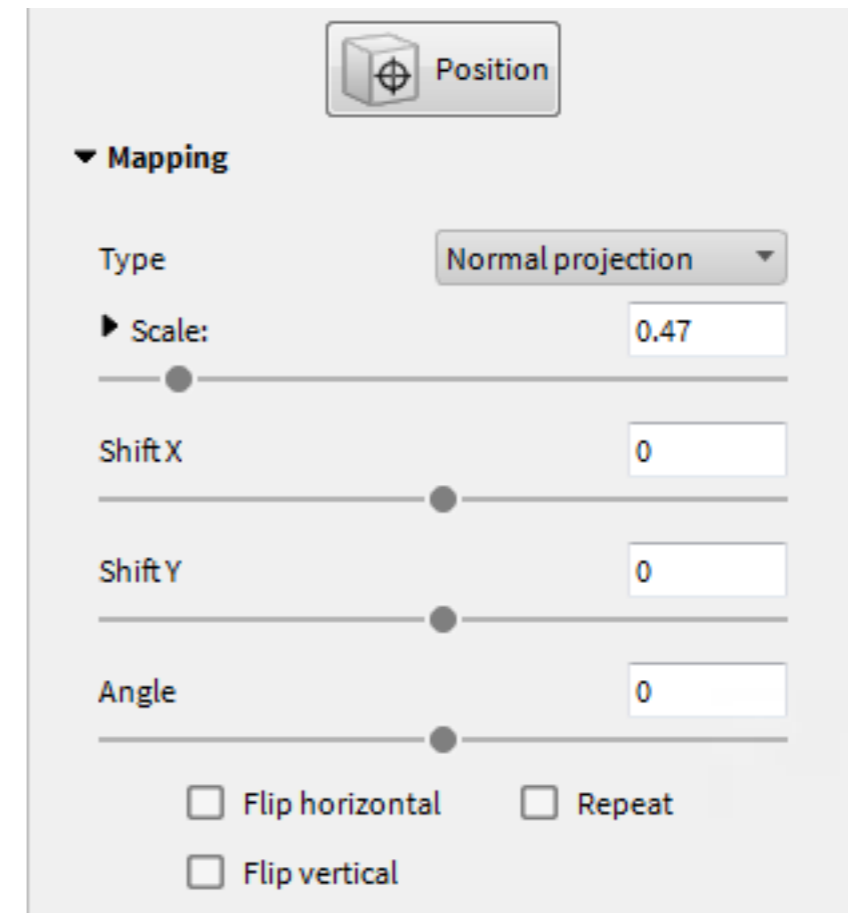 Position
Mapping
Type Normal projection
Scale: 0.47
Shift X 0
Shift Y 0
Angle 0
Flip horizontal Repeat
Flip vertical